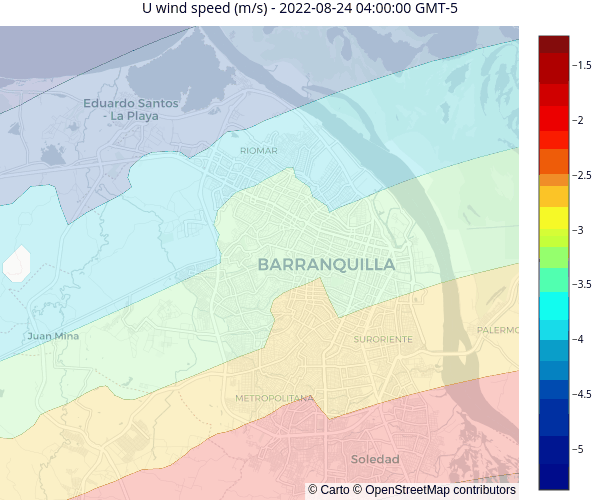 U wind speed (m/s) - 2022-08-24 04:00:00 GMT-5
Eduardo Santos
- La Playa
RIOMAR
BARRANQUILLA
Juan Mina
SURORIENTE
PALERMO
METROPOLITANA
Soledad
© Carto © OpenStreetMap contributors
−1.5
−2
−2.5
−3
−3.5
−4
−4.5
−5